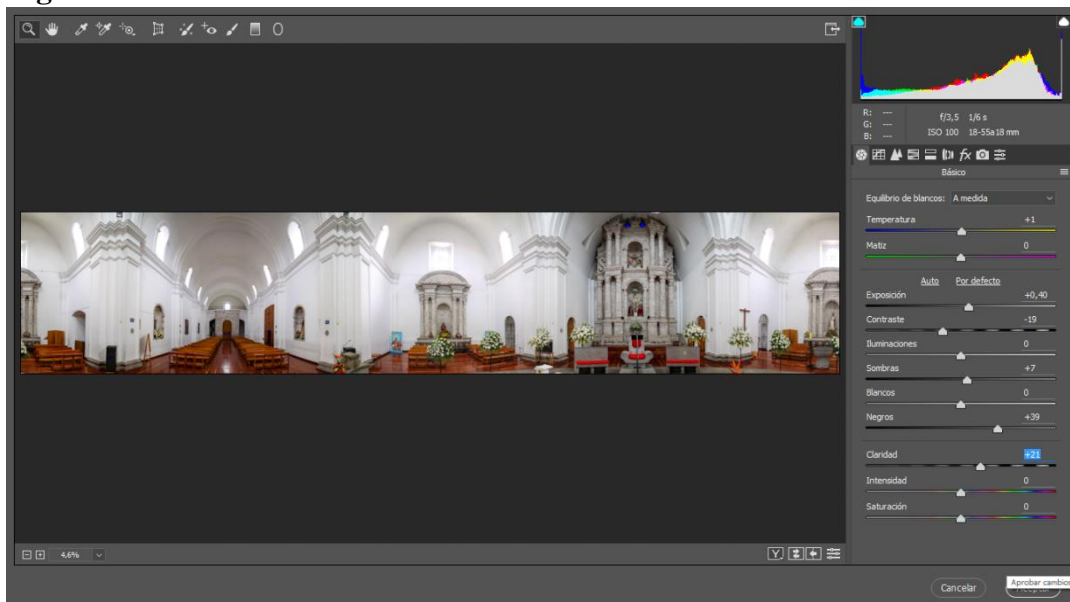 R: ---
G: ---
B: ---
f/3,5 1/6 s
ISO 100 18-55a18 mm
fx
Básico
Equilibrio de blancos: A medida
Temperatura +1
Matiz 0
Auto Por defecto
Exposición +0,40
Contraste -19
Iluminaciones 0
Sombras +7
Blancos 0
Negros +39
Claridad +21
Intensidad 0
Saturación 0
4,6%
Y
Cancelar
Aprobar cambios